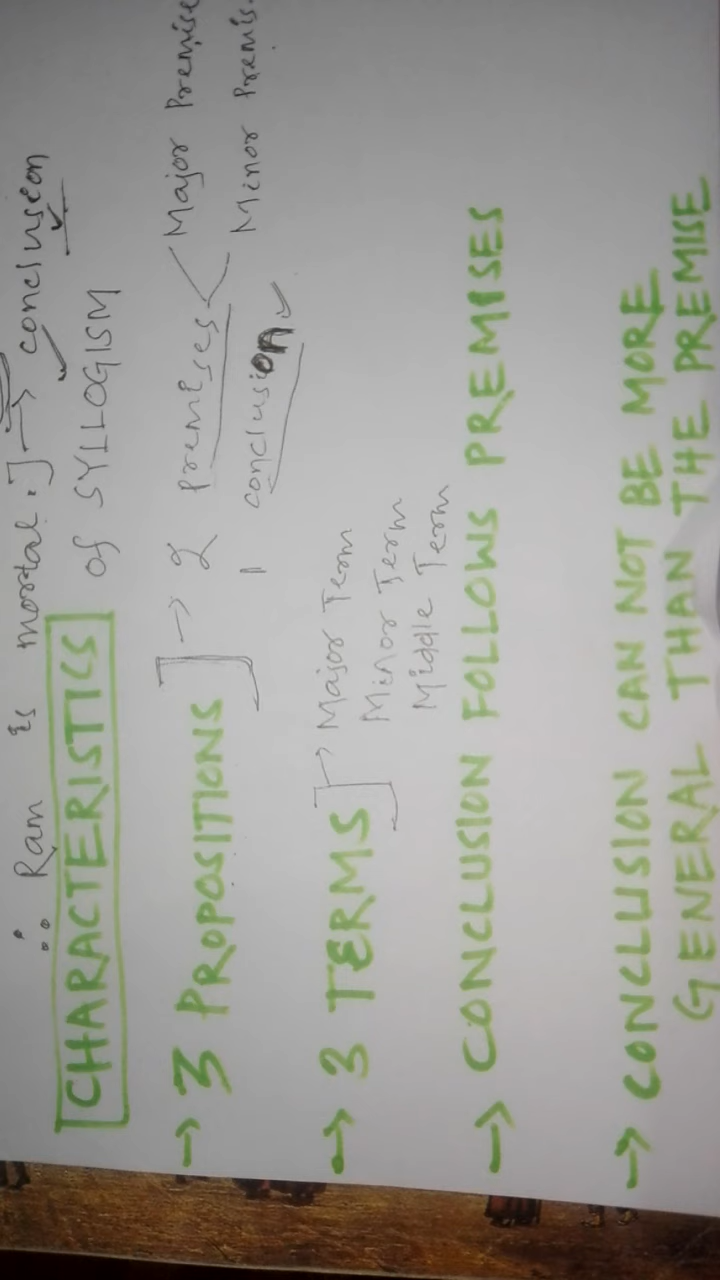 ∴ Ram is mortal.] → conclusion
CHARACTERISTICS of SYLLOGISM
→ 3 PROPOSITIONS] → 2 Premises < Major Premise
Minor Premis.
1 conclusion
→ 3 TERMS] → Major Term
Minor Term
Middle Term
→ CONCLUSION FOLLOWS PREMISES
→ CONCLUSION CAN NOT BE MORE
GENERAL THAN THE PREMISE